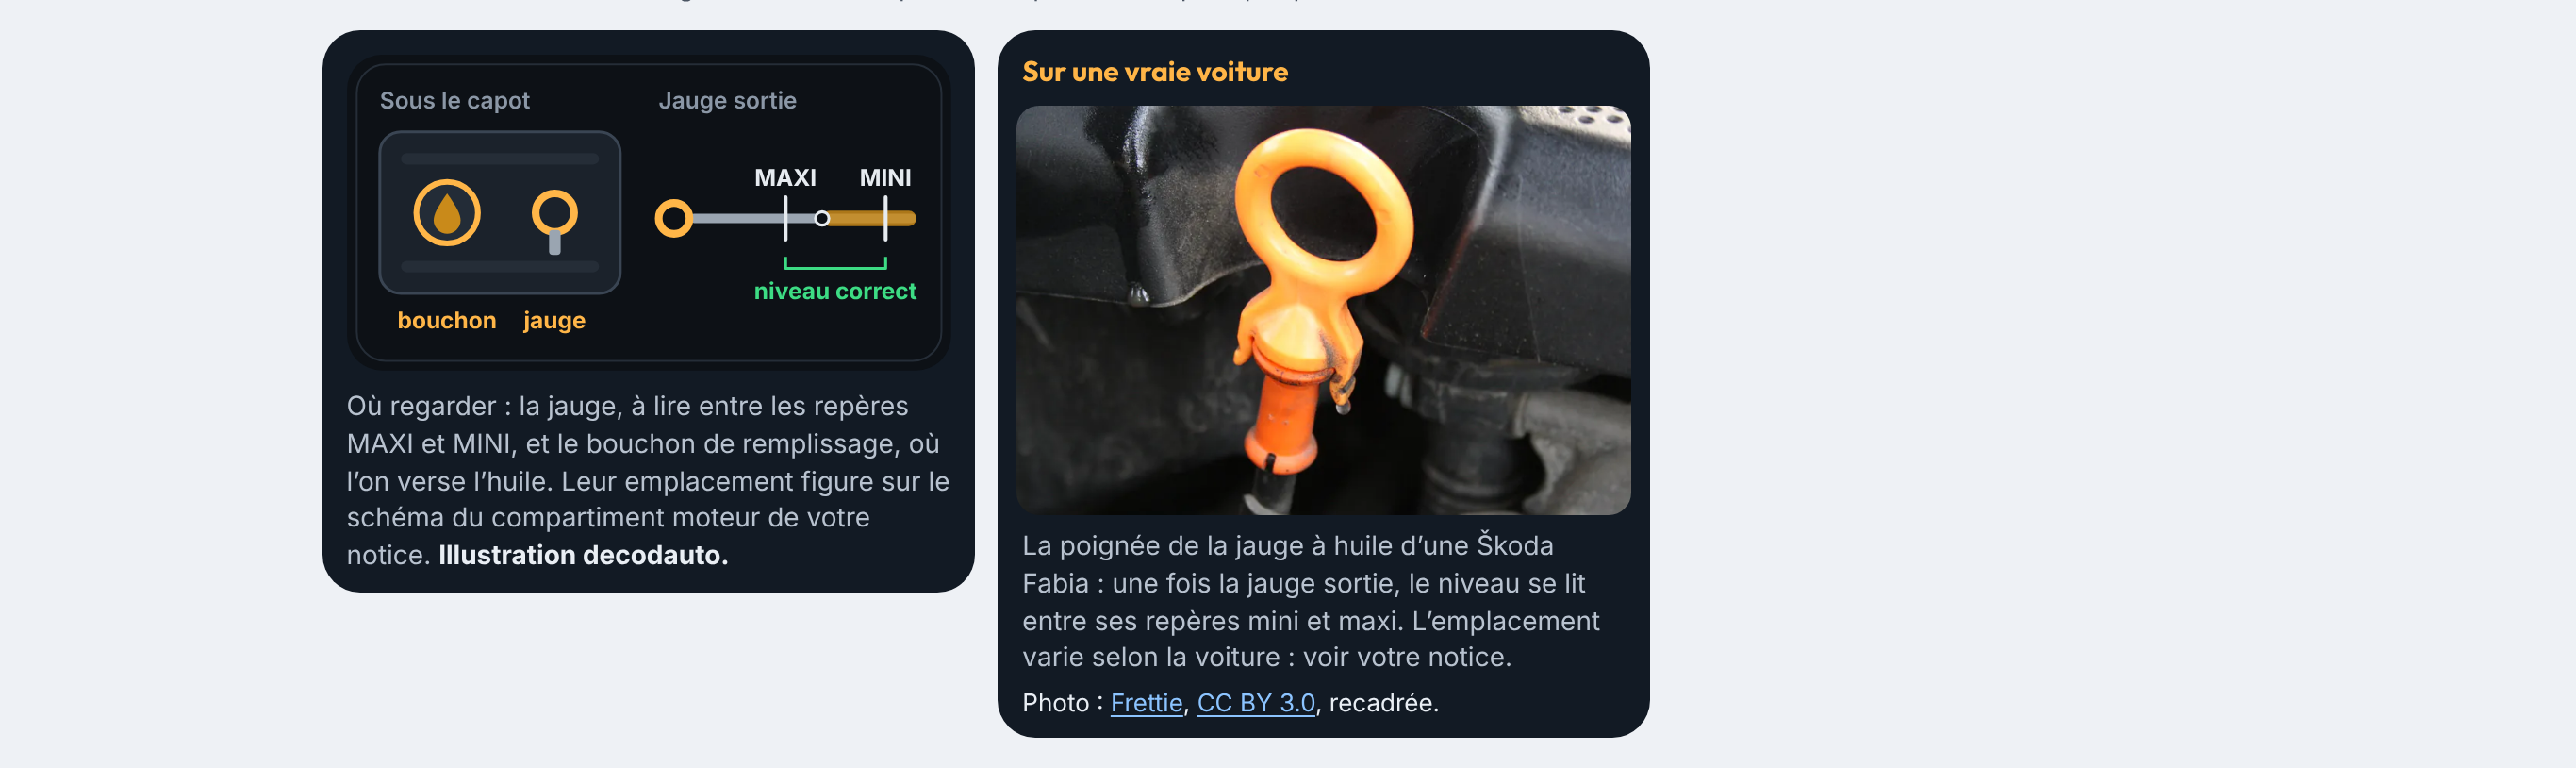 Sous le capot
Jauge sortie
MAXI
MINI
niveau correct
bouchon
jauge
Où regarder : la jauge, à lire entre les repères
MAXI et MINI, et le bouchon de remplissage, où
l’on verse l’huile. Leur emplacement figure sur le
schéma du compartiment moteur de votre
notice. Illustration decodauto.
Sur une vraie voiture
La poignée de la jauge à huile d’une Škoda
Fabia : une fois la jauge sortie, le niveau se lit
entre ses repères mini et maxi. L’emplacement
varie selon la voiture : voir votre notice.
Photo : Frettie, CC BY 3.0, recadrée.